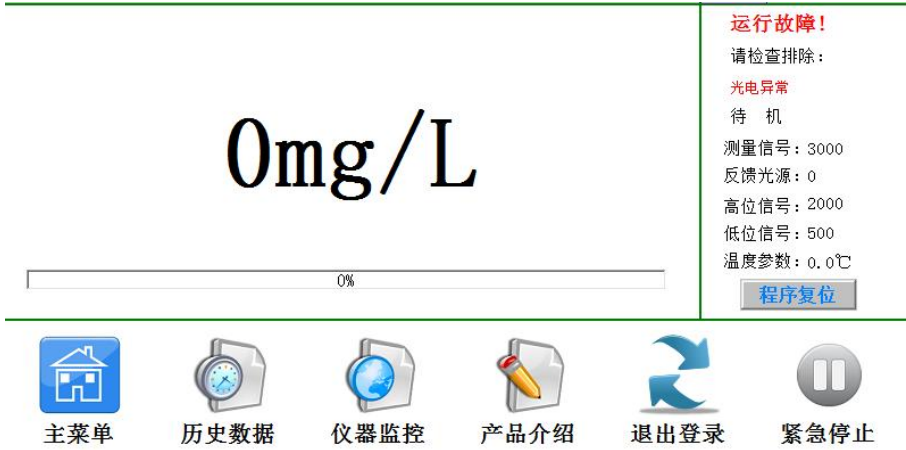 运行故障！
请检查排除：
光电异常
待 机
测量信号：3000
反馈光源：0
高位信号：2000
低位信号：500
温度参数：0.0℃
程序复位
0mg/L
0%
主菜单
历史数据
仪器监控
产品介绍
退出登录
紧急停止